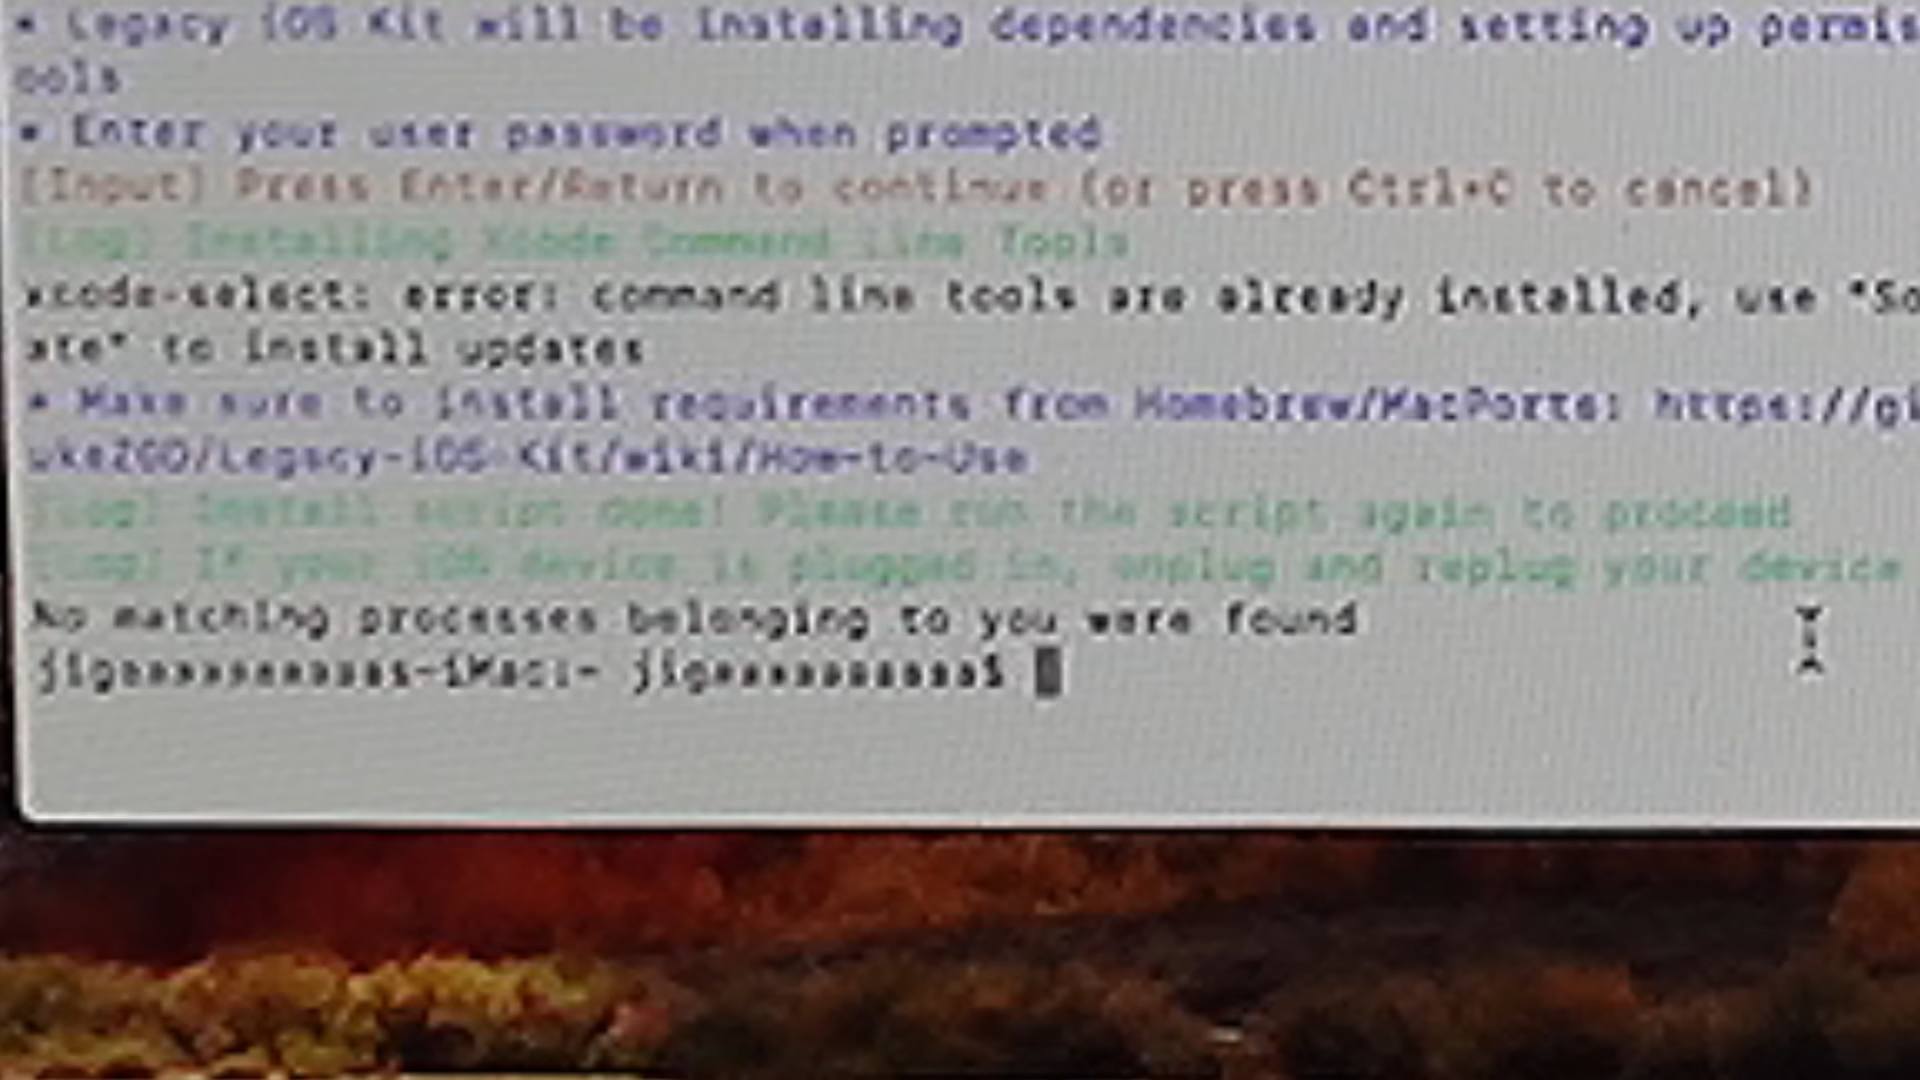 * Legacy iOS Kit will be installing dependencies and setting up permis
ools
* Enter your user password when prompted
[Input] Press Enter/Return to continue (or press Ctrl+C to cancel)
[Log] Installing Xcode Command Line Tools
xcode-select: error: command line tools are already installed, use "So
ate" to install updates
* Make sure to install requirements from Homebrew/MacPorts: https://gi
ukeZGD/Legacy-iOS-Kit/wiki/How-to-Use
[Log] Install script done! Please run the script again to proceed
[Log] If your iOS device is plugged in, unplug and replug your device
No matching processes belonging to you were found